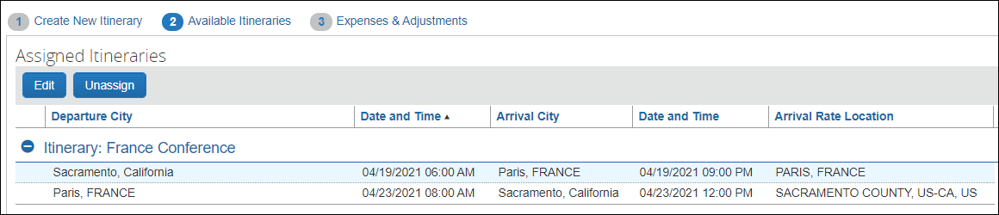 1 Create New Itinerary 2 Available Itineraries 3 Expenses & Adjustments
Assigned Itineraries
Edit Unassign
Departure City Date and Time Arrival City Date and Time Arrival Rate Location
Itinerary: France Conference
Sacramento, California 04/19/2021 06:00 AM Paris, FRANCE 04/19/2021 09:00 PM PARIS, FRANCE
Paris, FRANCE 04/23/2021 08:00 AM Sacramento, California 04/23/2021 12:00 PM SACRAMENTO COUNTY, US-CA, US